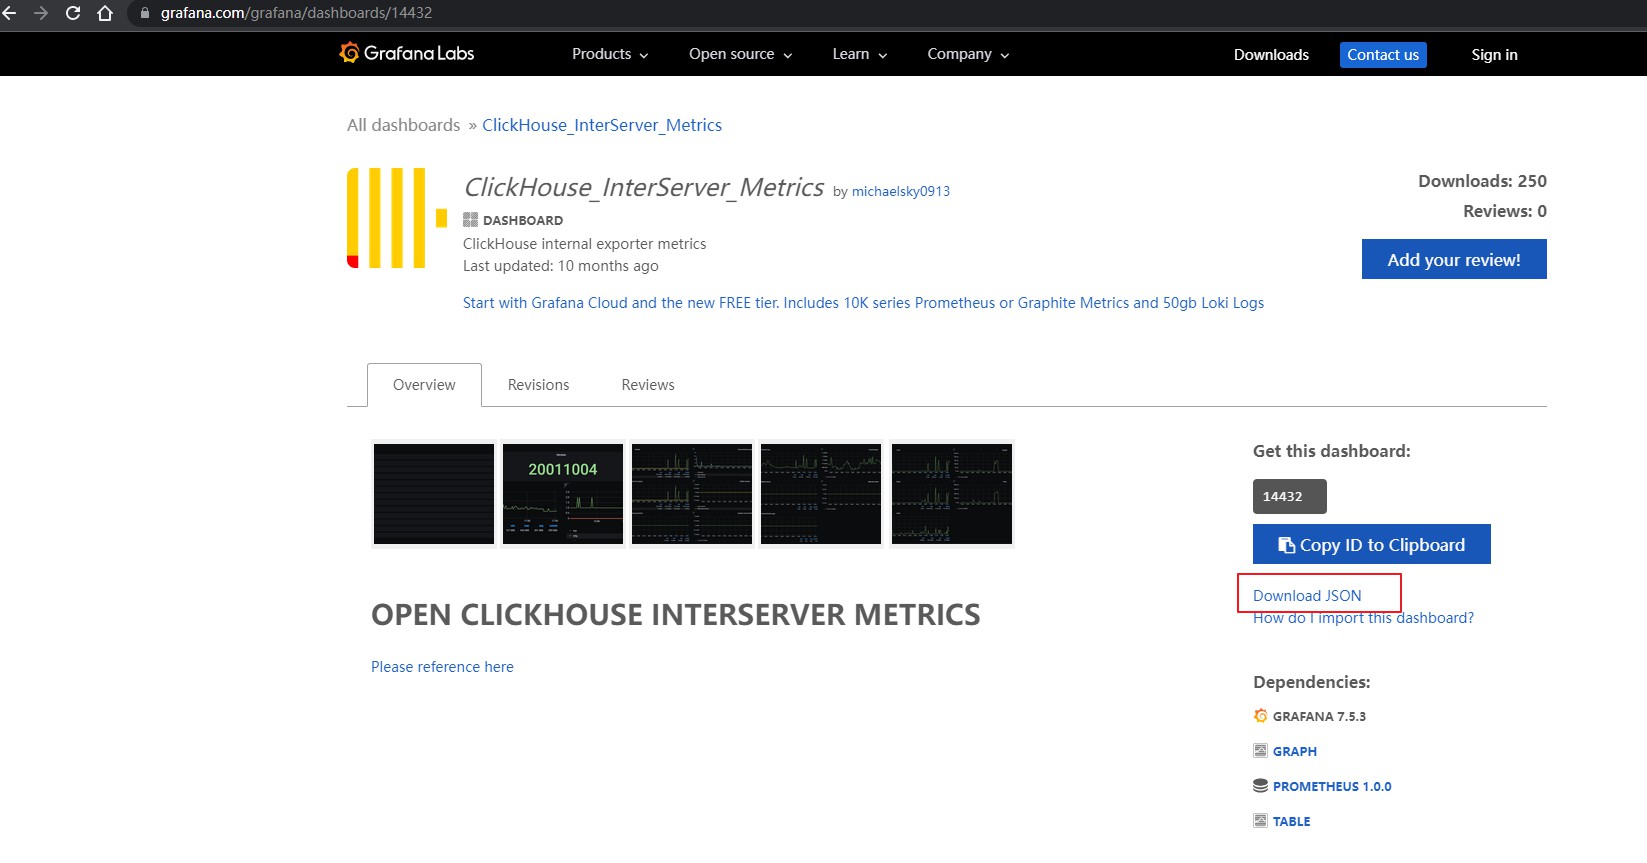 grafana.com/grafana/dashboards/14432
Grafana Labs Products Open source Learn Company Downloads Contact us Sign in
All dashboards » ClickHouse_InterServer_Metrics
ClickHouse_InterServer_Metrics by michaelsky0913
DASHBOARD
ClickHouse internal exporter metrics
Last updated: 10 months ago
Start with Grafana Cloud and the new FREE tier. Includes 10K series Prometheus or Graphite Metrics and 50gb Loki Logs
Downloads: 250
Reviews: 0
Add your review!
Overview Revisions Reviews
20011004
OPEN CLICKHOUSE INTERSERVER METRICS
Please reference here
Get this dashboard:
14432
Copy ID to Clipboard
Download JSON
How do I import this dashboard?
Dependencies:
GRAFANA 7.5.3
GRAPH
PROMETHEUS 1.0.0
TABLE